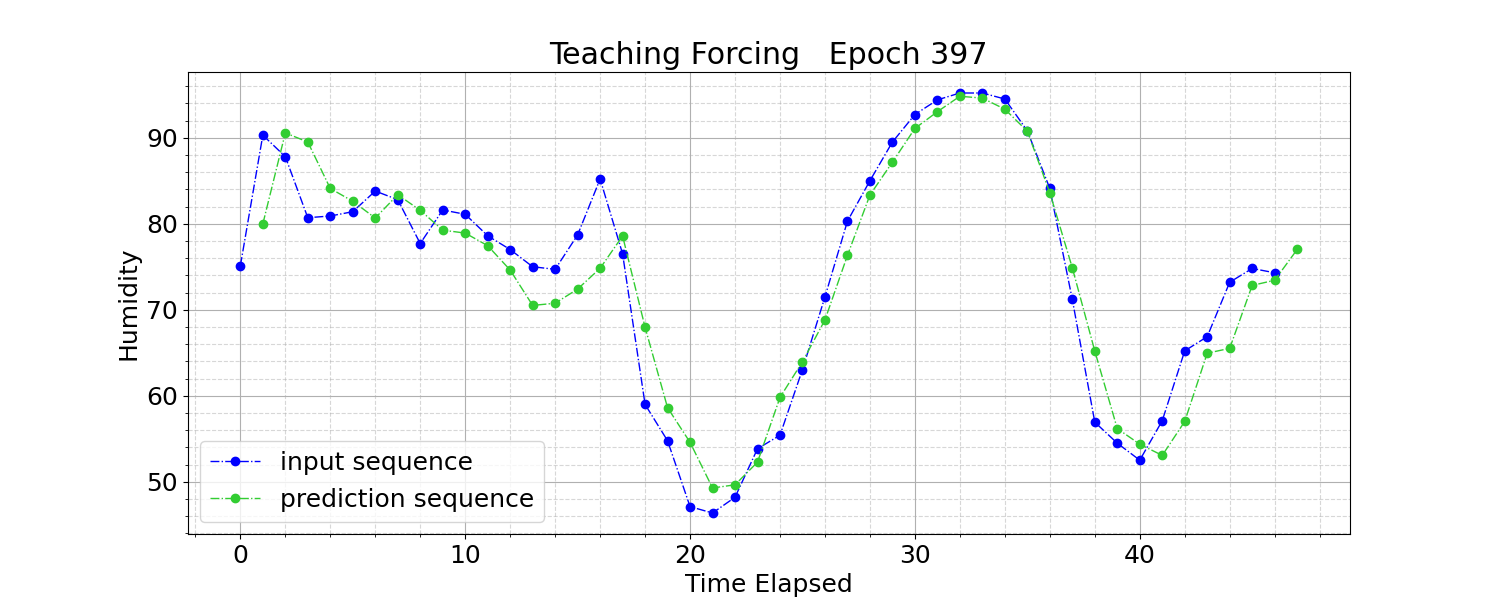 Teaching Forcing   Epoch 397
Humidity
90
80
70
60
50
input sequence
prediction sequence
0 10 20 30 40
Time Elapsed